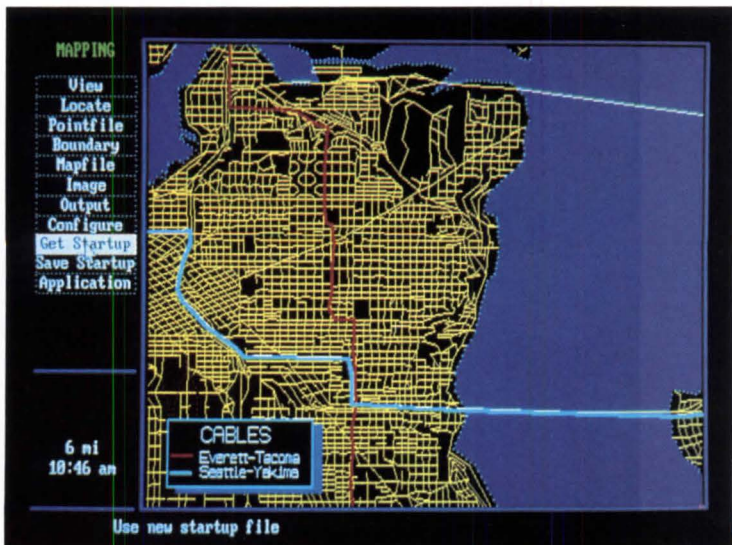 MAPPING
View
Locate
Pointfile
Boundary
Mapfile
Image
Output
Configure
Get Startup
Save Startup
Application
6 mi
10:46 am
CABLES
Everett-Tacoma
Seattle-Yakima
Use new startup file